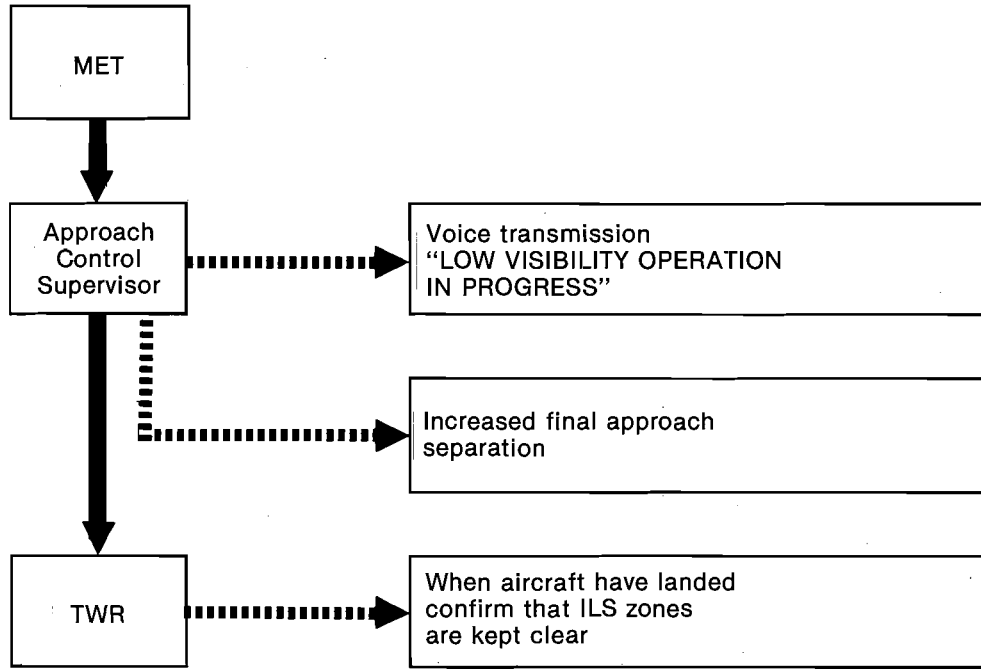 MET
Approach
Control
Supervisor
Voice transmission
“LOW VISIBILITY OPERATION
IN PROGRESS”
Increased final approach
separation
TWR
When aircraft have landed
confirm that ILS zones
are kept clear